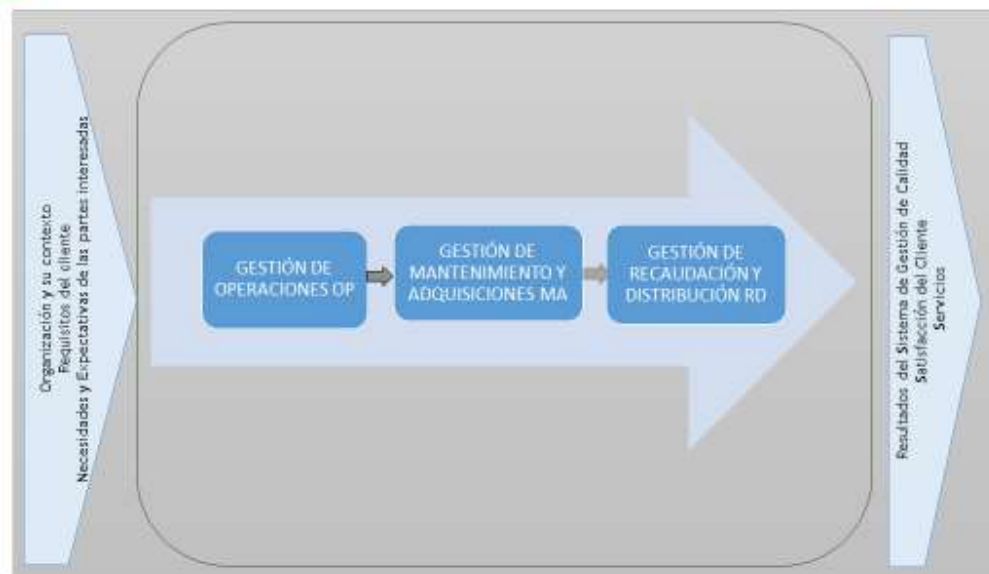 Organización y su contexto
Requisitos del cliente
Necesidades y Expectativas de las partes interesadas
GESTIÓN DE
OPERACIONES OP
GESTIÓN DE
MANTENIMIENTO Y
ADQUISICIONES MA
GESTIÓN DE
RECAUDACIÓN Y
DISTRIBUCIÓN RD
Resultados del Sistema de Gestión de Calidad
Satisfacción del Cliente
Servicios